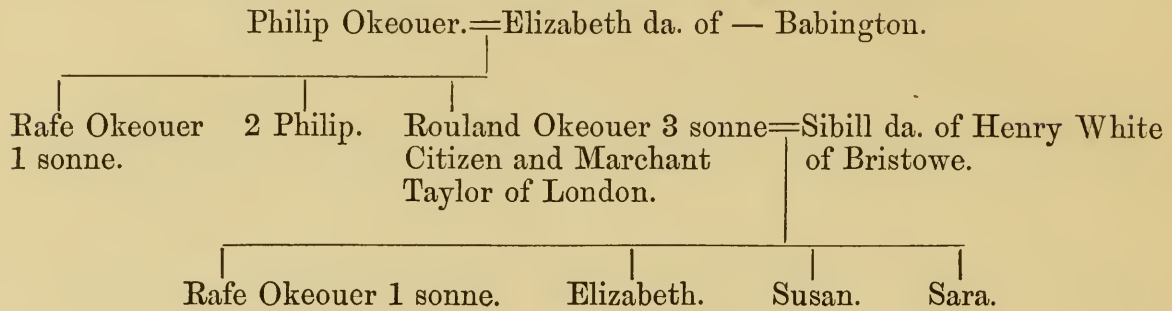 Philip Okeouer.=Elizabeth da. of — Babington.
Rafe Okeouer 2 Philip. Rouland Okeouer 3 sonne=Sibill da. of Henry White
1 sonne. Citizen and Marchant of Bristowe.
Taylor of London.
Rafe Okeouer 1 sonne. Elizabeth. Susan. Sara.